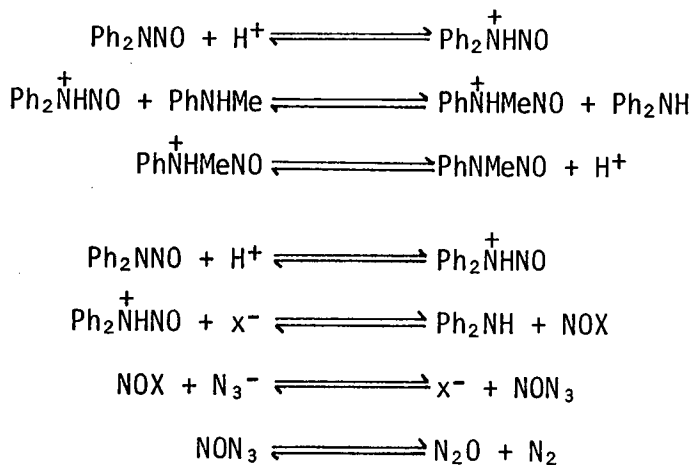 Ph₂NNO + H⁺ ⇌ Ph₂N⁺HNO
Ph₂N⁺HNO + PhNHMe ⇌ PhN⁺HMeNO + Ph₂NH
PhN⁺HMeNO ⇌ PhNMeNO + H⁺
Ph₂NNO + H⁺ ⇌ Ph₂N⁺HNO
Ph₂N⁺HNO + x⁻ ⇌ Ph₂NH + NOX
NOX + N₃⁻ ⇌ x⁻ + NON₃
NON₃ ⇌ N₂O + N₂